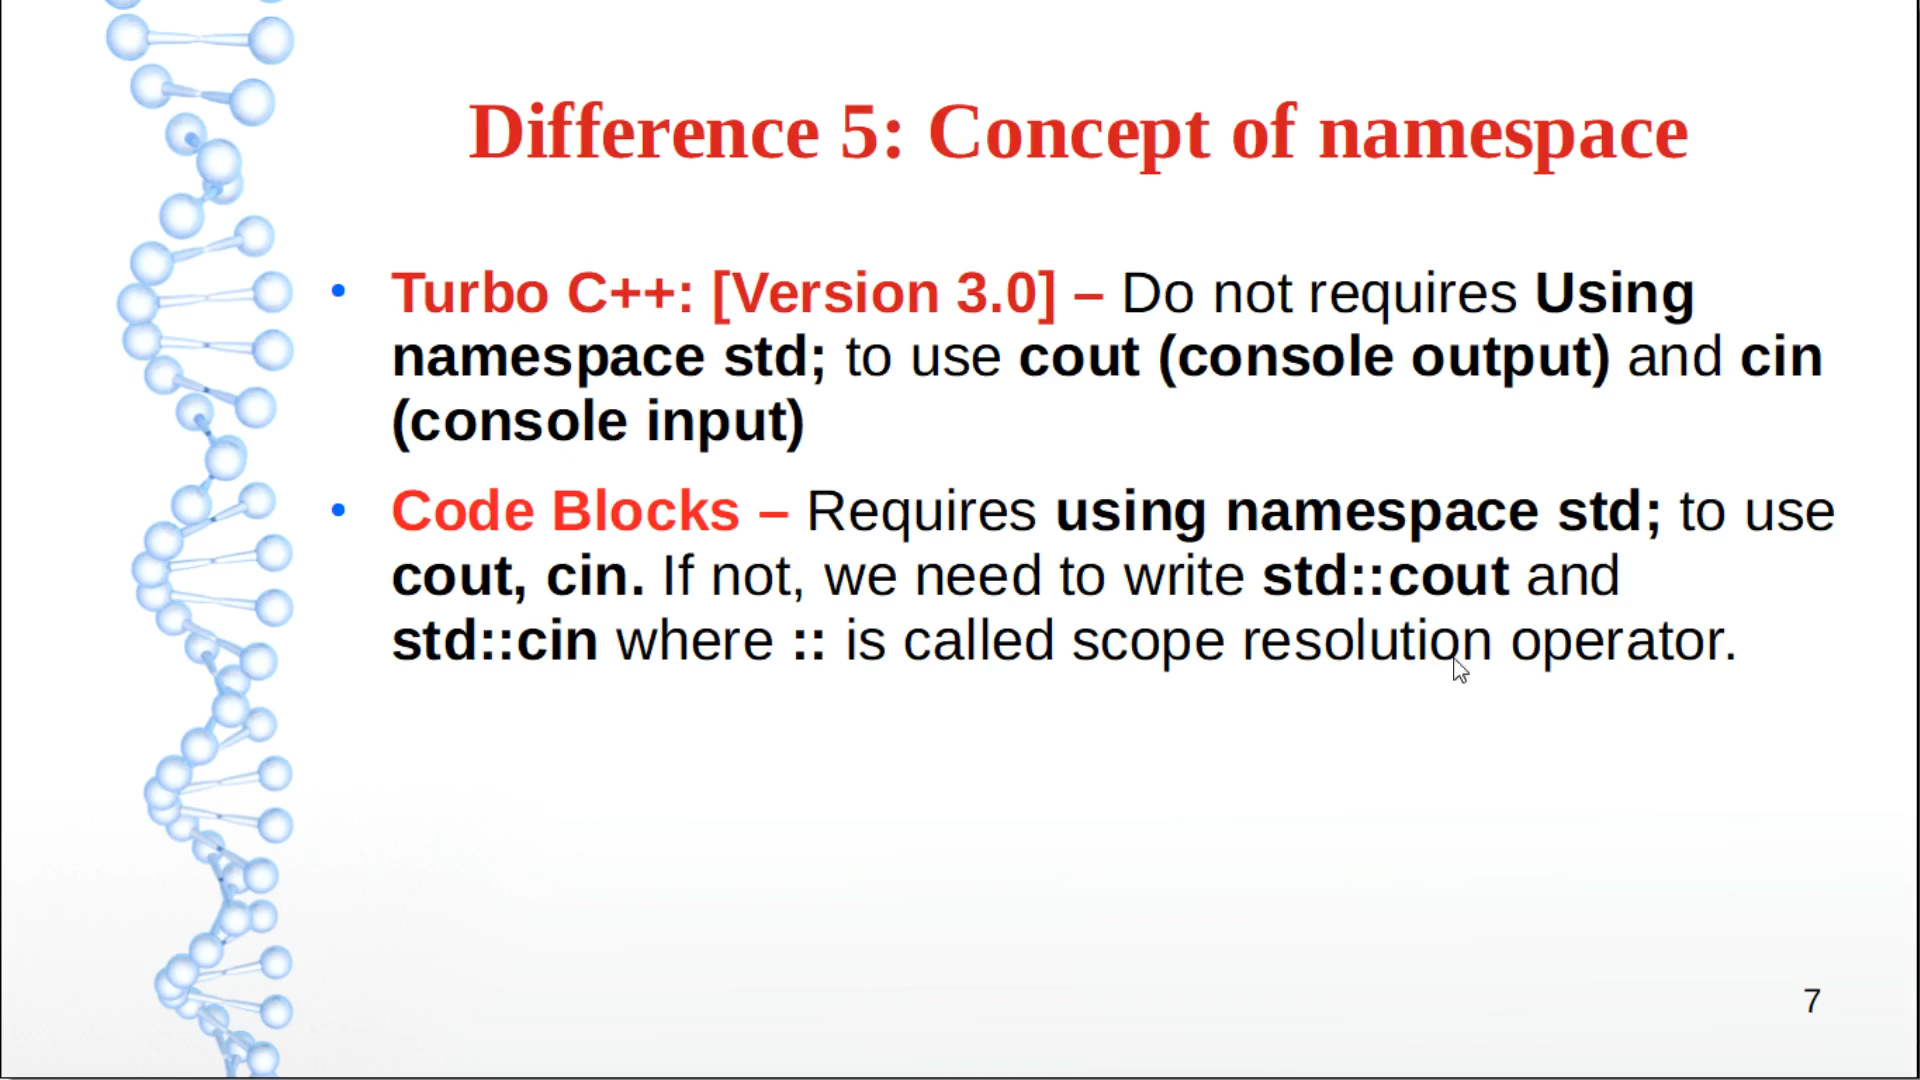 Difference 5: Concept of namespace
• Turbo C++: [Version 3.0] – Do not requires Using
namespace std; to use cout (console output) and cin
(console input)
• Code Blocks – Requires using namespace std; to use
cout, cin. If not, we need to write std::cout and
std::cin where :: is called scope resolution operator.
7